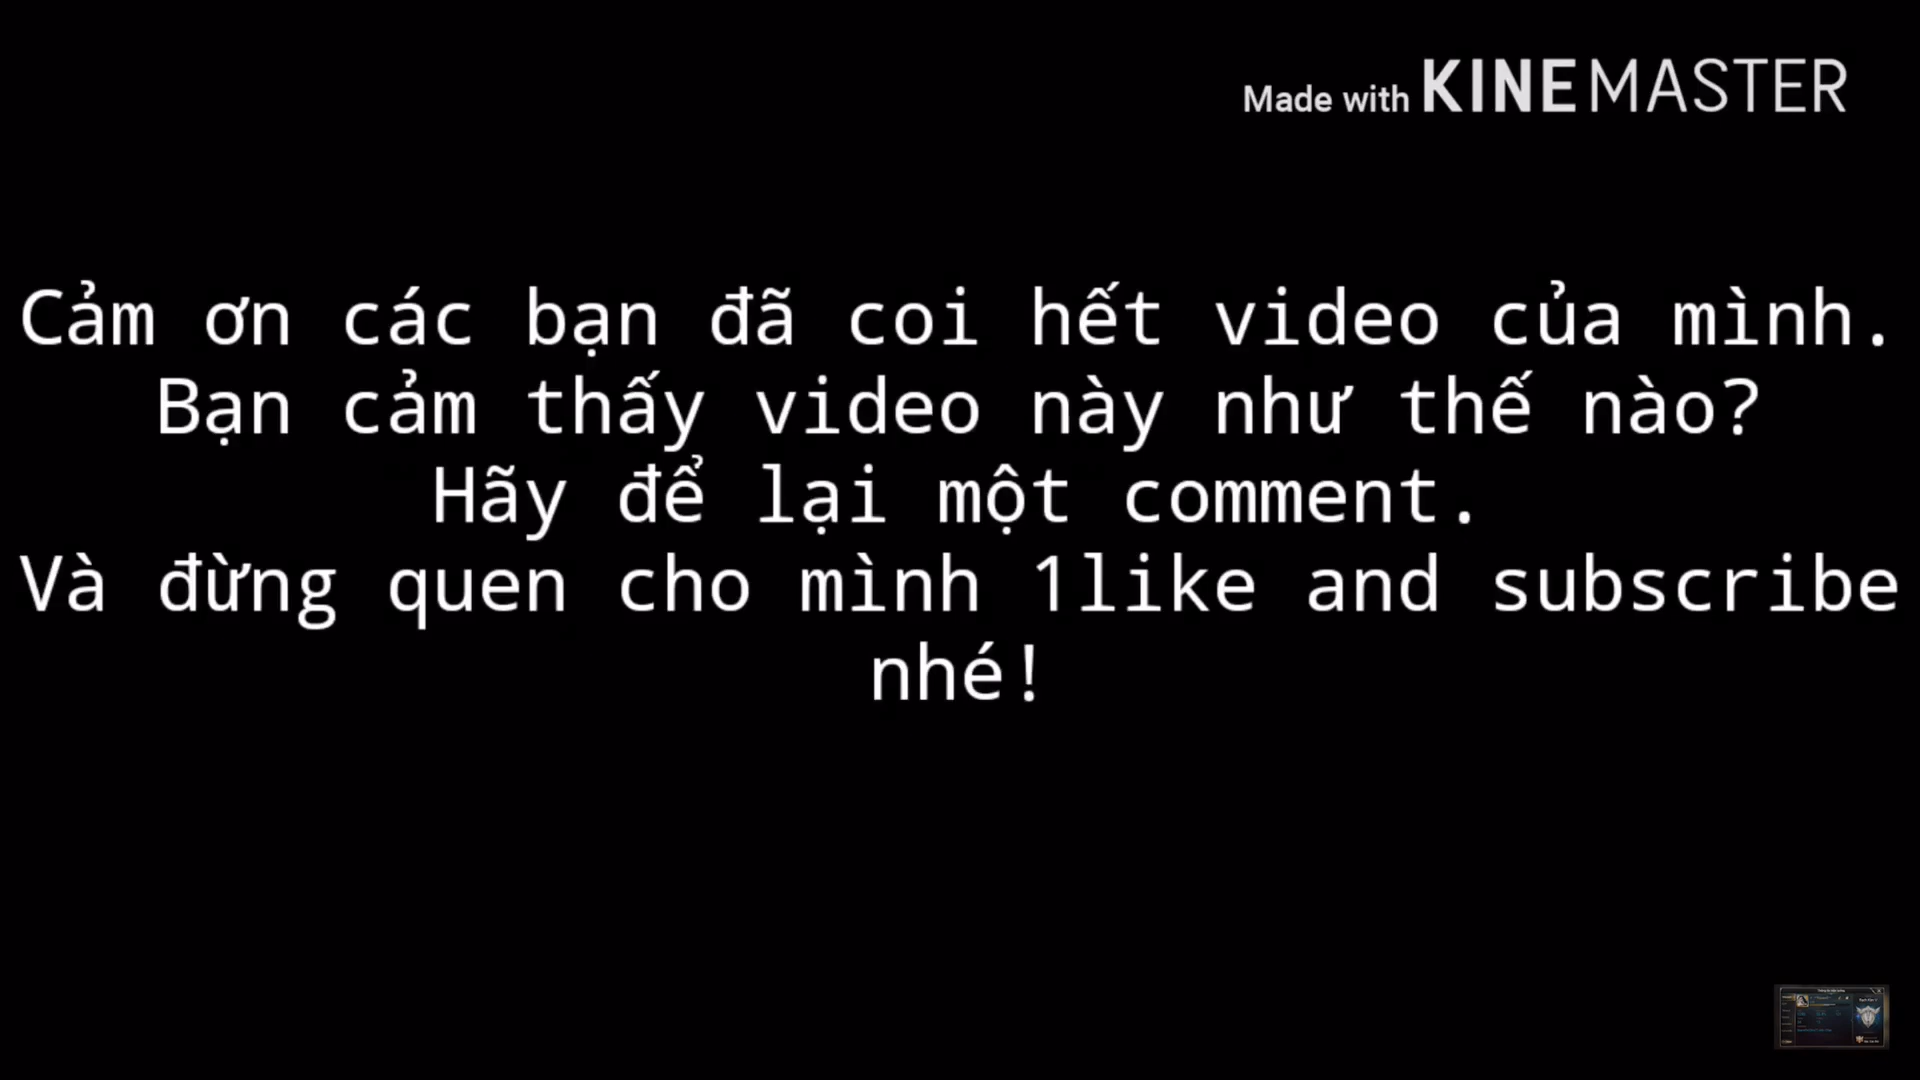 Made with KINEMASTER
Cảm ơn các bạn đã coi hết video của mình.
Bạn cảm thấy video này như thế nào?
Hãy để lại một comment.
Và đừng quen cho mình 1like and subscribe
nhé!